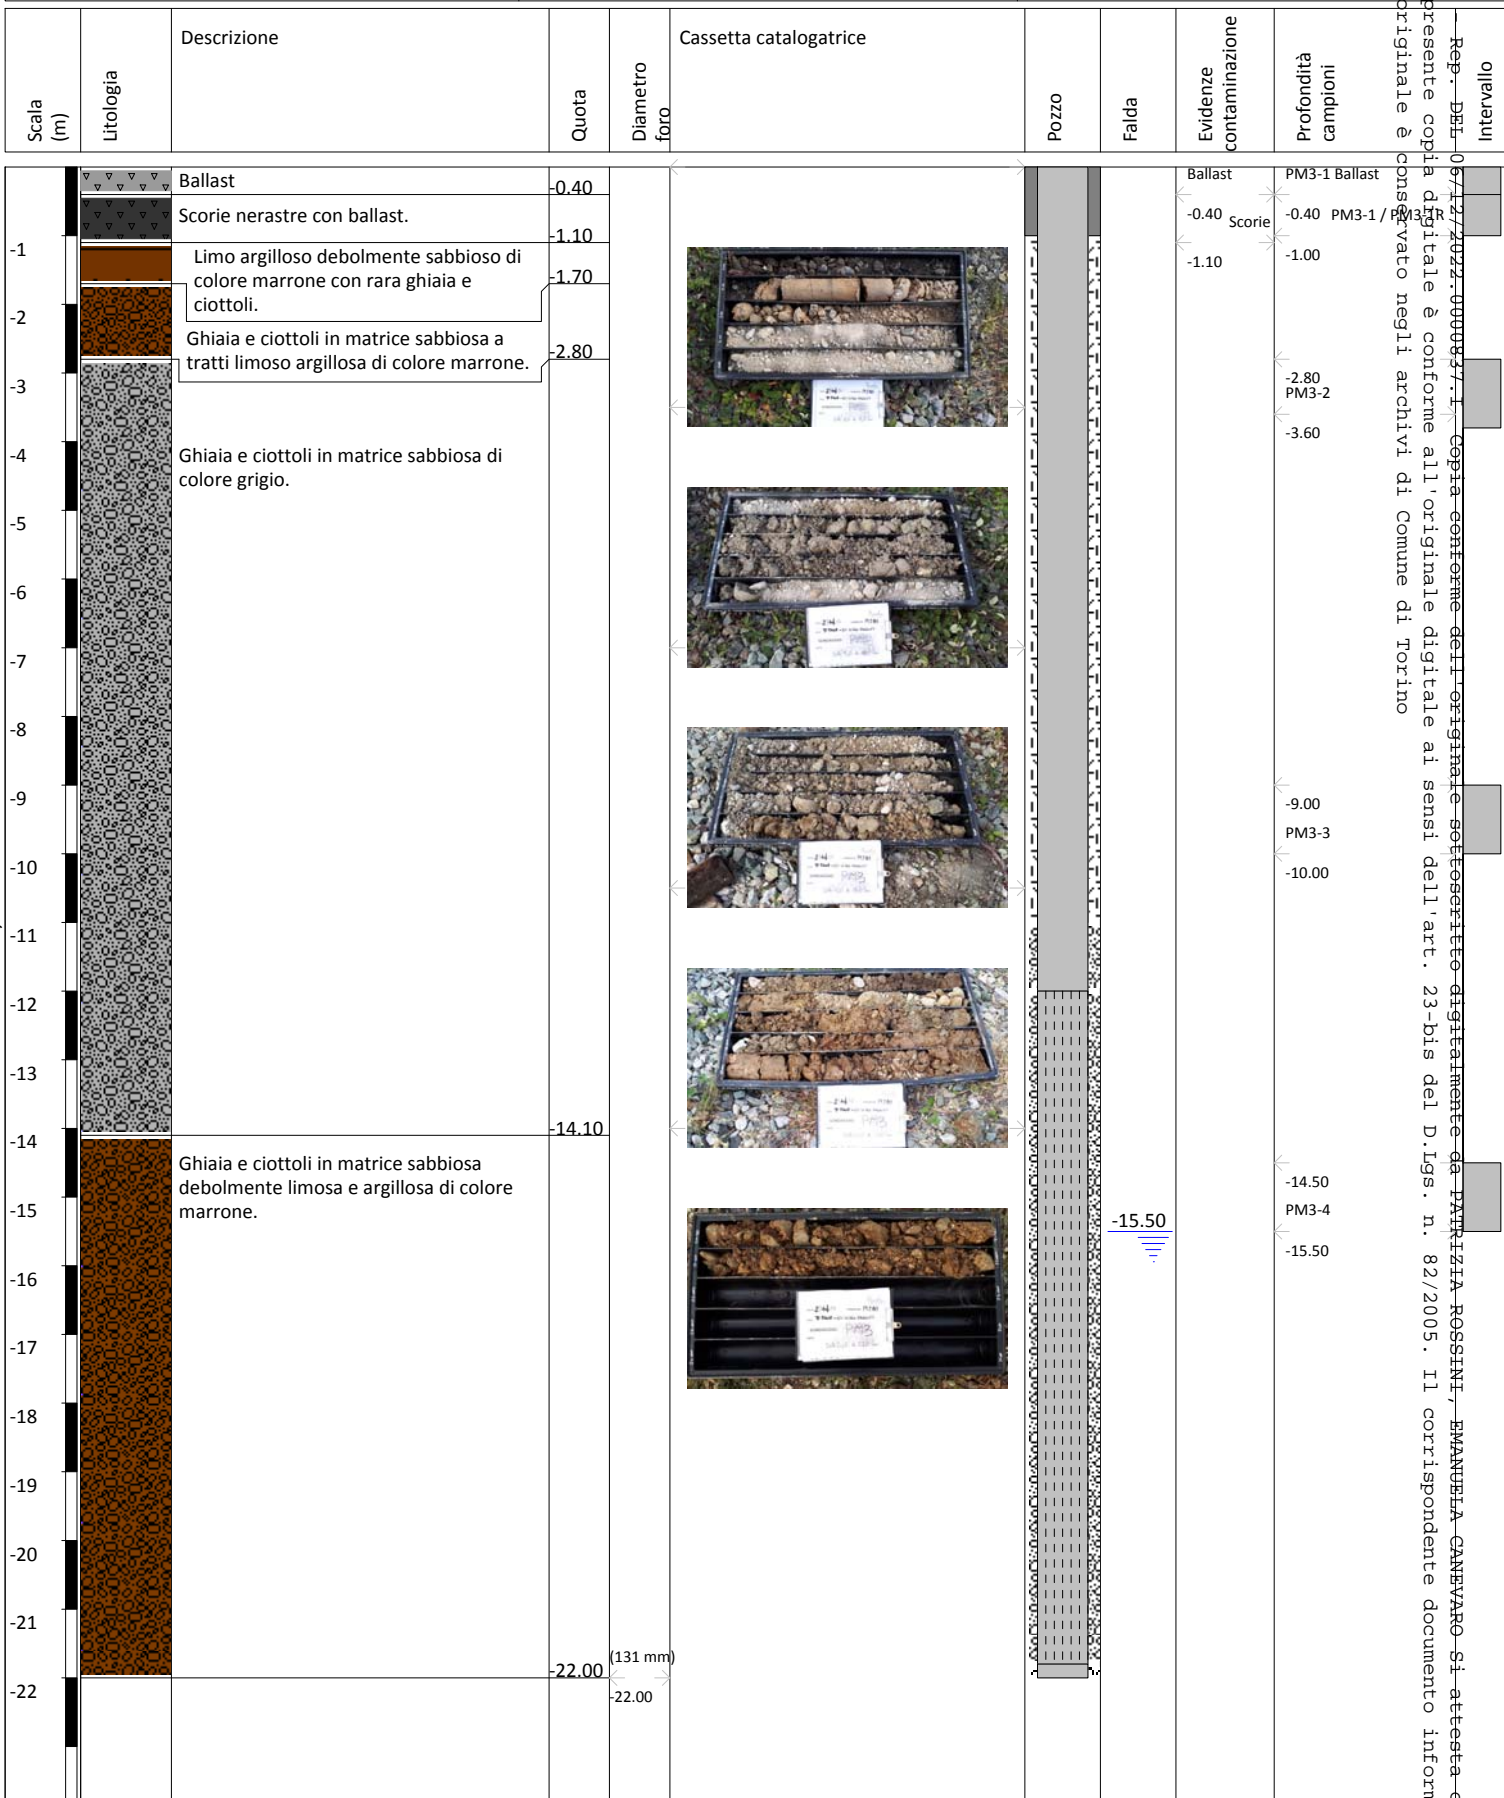 Scala
(m)
Litologia
Descrizione
Quota
Diametro
foro
Cassetta catalogatrice
Pozzo
Falda
Evidenze
contaminazione
Profondità
campioni
Intervallo
Ballast
-0.40
Scorie nerastre con ballast.
-1.10
Limo argilloso debolmente sabbioso di
colore marrone con rara ghiaia e
ciottoli.
-1.70
Ghiaia e ciottoli in matrice sabbiosa a
tratti limoso argillosa di colore marrone.
-2.80
Ghiaia e ciottoli in matrice sabbiosa di
colore grigio.
-14.10
Ghiaia e ciottoli in matrice sabbiosa
debolmente limosa e argillosa di colore
marrone.
-22.00
(131 mm)
-22.00
-1
-2
-3
-4
-5
-6
-7
-8
-9
-10
-11
-12
-13
-14
-15
-16
-17
-18
-19
-20
-21
-22
PM3
PM3
PM3
-15.50
Ballast
-0.40
Scorie
-1.10
PM3-1 Ballast
-0.40 PM3-1 / PM3-1R
-1.00
-2.80
PM3-2
-3.60
-9.00
PM3-3
-10.00
-14.50
PM3-4
-15.50
- Rep. DEL 06/12/2022.0000837.I Copia conforme dell'originale sottoscritto digitalmente da PATRIZIA ROSSINI, EMANUELA CANEVARO Si attesta
presente copia digitale è conforme all'originale digitale ai sensi dell'art. 23-bis del D.Lgs. n. 82/2005. Il corrispondente documento
originale è conservato negli archivi di Comune di Torino